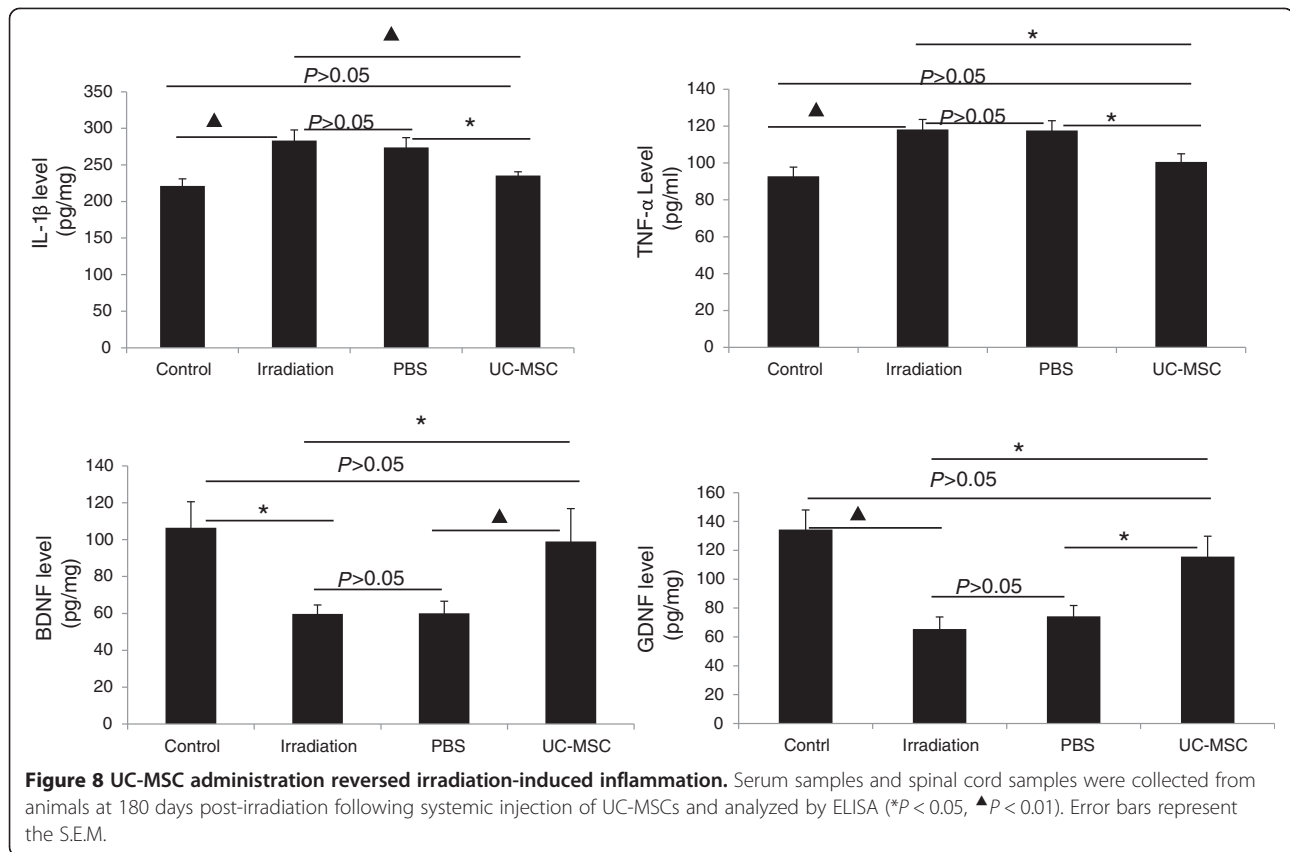 ▲
*
P>0.05
P>0.05
350
300
250
200
150
100
50
0
▲
P>0.05
*
IL-1β level
(pg/mg)
Control Irradiation PBS UC-MSC
140
120
100
80
60
40
20
0
▲
P>0.05
*
TNF-α Level
(pg/ml)
Control Irradiation PBS UC-MSC
*
P>0.05
140
120
100
80
60
40
20
0
*
▲
P>0.05
BDNF level
(pg/mg)
Control Irradiation PBS UC-MSC
*
P>0.05
160
140
120
100
80
60
40
20
0
▲
*
P>0.05
GDNF level
(pg/mg)
Contrl Irradiation PBS UC-MSC
Figure 8 UC-MSC administration reversed irradiation-induced inflammation. Serum samples and spinal cord samples were collected from
animals at 180 days post-irradiation following systemic injection of UC-MSCs and analyzed by ELISA (*P < 0.05, ▲P < 0.01). Error bars represent
the S.E.M.